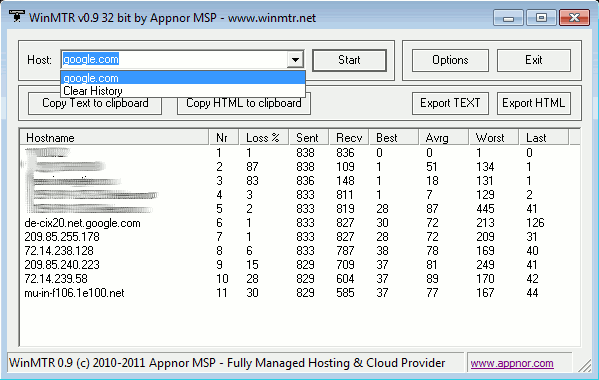 WinMTR v0.9 32 bit by Appnor MSP - www.winmtr.net
Host: google.com Start Options Exit
google.com
Clear History
Copy Text to clipboard Copy HTML to clipboard Export TEXT Export HTML
Hostname Nr Loss % Sent Recv Best Avrg Worst Last
1 1 838 836 0 0 1 0
2 87 838 109 1 51 134 1
3 83 836 148 1 18 131 1
4 3 833 811 1 7 129 2
5 2 833 819 28 87 445 41
de-cix20.net.google.com 6 1 833 827 30 72 213 126
209.85.255.178 7 1 833 827 28 72 209 31
72.14.238.128 8 6 833 787 38 78 169 40
209.85.240.223 9 15 829 709 37 81 249 41
72.14.239.58 10 28 829 604 37 89 170 42
mu-in-f106.1e100.net 11 30 829 585 37 77 167 44
WinMTR 0.9 (c) 2010-2011 Appnor MSP - Fully Managed Hosting & Cloud Provider www.appnor.com